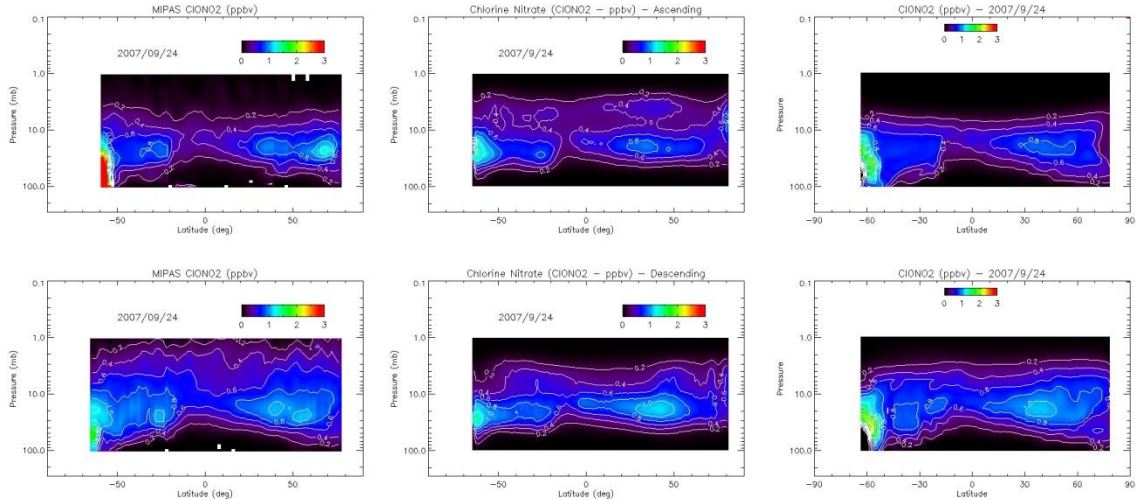 MIPAS ClONO2 (ppbv)
2007/09/24
0 1 2 3
0.1
1.0
10.0
100.0
Pressure (mb)
−50 0 50
Latitude (deg)
Chlorine Nitrate (ClONO2 − ppbv) − Ascending
2007/9/24
0 1 2 3
0.1
1.0
10.0
100.0
Pressure (mb)
−50 0 50
Latitude (deg)
ClONO2 (ppbv) − 2007/9/24
0 1 2 3
0.1
1.0
10.0
100.0
Pressure
−90 −60 −30 0 30 60 90
Latitude
MIPAS ClONO2 (ppbv)
2007/09/24
0 1 2 3
0.1
1.0
10.0
100.0
Pressure (mb)
−50 0 50
Latitude (deg)
Chlorine Nitrate (ClONO2 − ppbv) − Descending
2007/9/24
0 1 2 3
0.1
1.0
10.0
100.0
Pressure (mb)
−50 0 50
Latitude (deg)
ClONO2 (ppbv) − 2007/9/24
0 1 2 3
0.1
1.0
10.0
100.0
Pressure
−90 −60 −30 0 30 60 90
Latitude